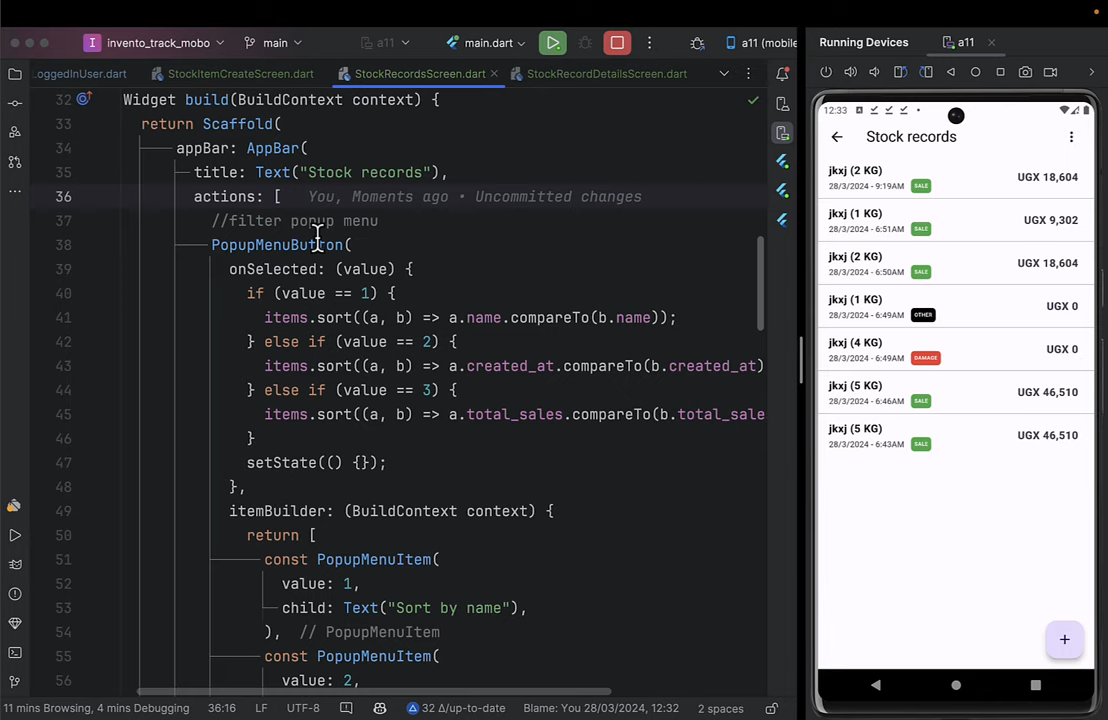 invento_track_mobo
main
a11
main.dart
a11 (mobile
Running Devices
a11
.oggedInUser.dart
StockItemCreateScreen.dart
StockRecordsScreen.dart
StockRecordDetailsScreen.dart
32 Widget build(BuildContext context) {
33 return Scaffold(
34 appBar: AppBar(
35 title: Text("Stock records"),
36 actions: [ You, Moments ago • Uncommitted changes
37 //filter popup menu
38 PopupMenuButton(
39 onSelected: (value) {
40 if (value == 1) {
41 items.sort((a, b) => a.name.compareTo(b.name));
42 } else if (value == 2) {
43 items.sort((a, b) => a.created_at.compareTo(b.created_at)
44 } else if (value == 3) {
45 items.sort((a, b) => a.total_sales.compareTo(b.total_sale
46 }
47 setState(() {});
48 },
49 itemBuilder: (BuildContext context) {
50 return [
51 const PopupMenuItem(
52 value: 1,
53 child: Text("Sort by name"),
54 ), // PopupMenuItem
55 const PopupMenuItem(
56 value: 2,
11 mins Browsing, 4 mins Debugging
36:16
LF
UTF-8
32 Δ/up-to-date
Blame: You 28/03/2024, 12:32
2 spaces
12:33
Stock records
jkxj (2 KG)
28/3/2024 - 9:19AM SALE
UGX 18,604
jkxj (1 KG)
28/3/2024 - 6:51AM SALE
UGX 9,302
jkxj (2 KG)
28/3/2024 - 6:50AM SALE
UGX 18,604
jkxj (1 KG)
28/3/2024 - 6:49AM OTHER
UGX 0
jkxj (4 KG)
28/3/2024 - 6:49AM DAMAGE
UGX 0
jkxj (5 KG)
28/3/2024 - 6:46AM SALE
UGX 46,510
jkxj (5 KG)
28/3/2024 - 6:43AM SALE
UGX 46,510